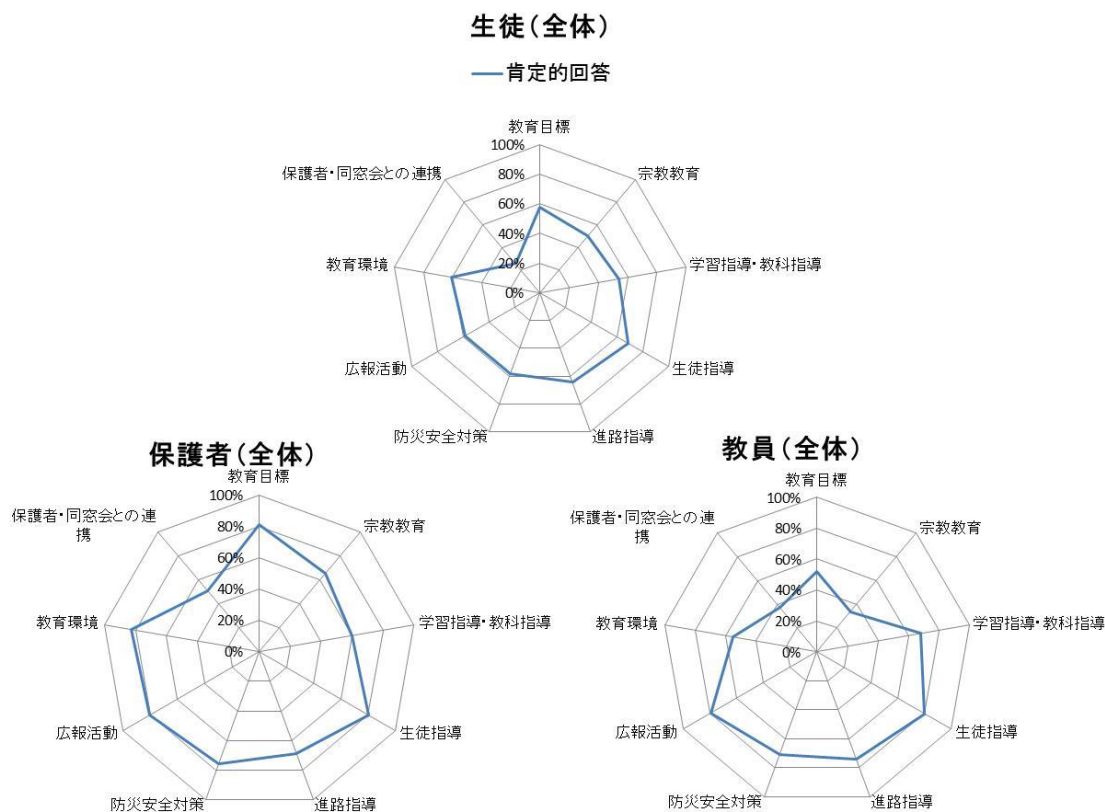 生徒(全体)
肯定的回答
教育目標
100%
80%
60%
40%
20%
0%
宗教教育
学習指導・教科指導
生徒指導
進路指導
防災安全対策
広報活動
教育環境
保護者・同窓会との連携
保護者(全体)
教育目標
100%
80%
60%
40%
20%
0%
宗教教育
学習指導・教科指導
生徒指導
進路指導
防災安全対策
広報活動
教育環境
保護者・同窓会との連
携
教員(全体)
教育目標
100%
80%
60%
40%
20%
0%
宗教教育
学習指導・教科指導
生徒指導
進路指導
防災安全対策
広報活動
教育環境
保護者・同窓会との連
携